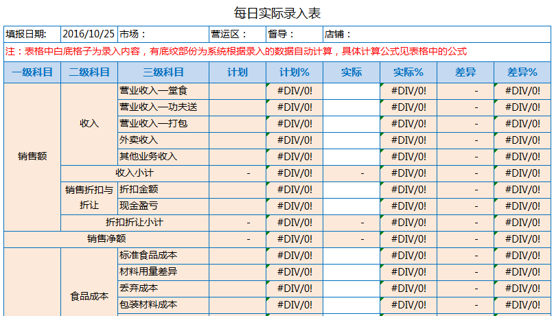 每日实际录入表
填报日期: 2016/10/25 市场： 营运区： 督导： 店铺：
注：表格中白底格子为录入内容，有底纹部份为系统根据录入的数据自动计算，具体计算公式见表格中的公式
一级科目 二级科目 三级科目 计划 计划% 实际 实际% 差异 差异%
营业收入—堂食 #DIV/0! #DIV/0! - #DIV/0!
营业收入—功夫送 #DIV/0! #DIV/0! - #DIV/0!
收入 营业收入—打包 #DIV/0! #DIV/0! - #DIV/0!
外卖收入 #DIV/0! #DIV/0! - #DIV/0!
销售额 其他业务收入 #DIV/0! #DIV/0! - #DIV/0!
收入小计 - #DIV/0! - #DIV/0! - #DIV/0!
销售折扣与 折扣金额 #DIV/0! #DIV/0! - #DIV/0!
折让 现金盈亏 #DIV/0! #DIV/0! - #DIV/0!
折扣折让小计 - #DIV/0! - #DIV/0! - #DIV/0!
销售净额 - #DIV/0! - #DIV/0! - #DIV/0!
标准食品成本 #DIV/0! #DIV/0! - #DIV/0!
材料用量差异 #DIV/0! #DIV/0! - #DIV/0!
食品成本 丢弃成本 #DIV/0! #DIV/0! - #DIV/0!
包装材料成本 #DIV/0! #DIV/0! - #DIV/0!